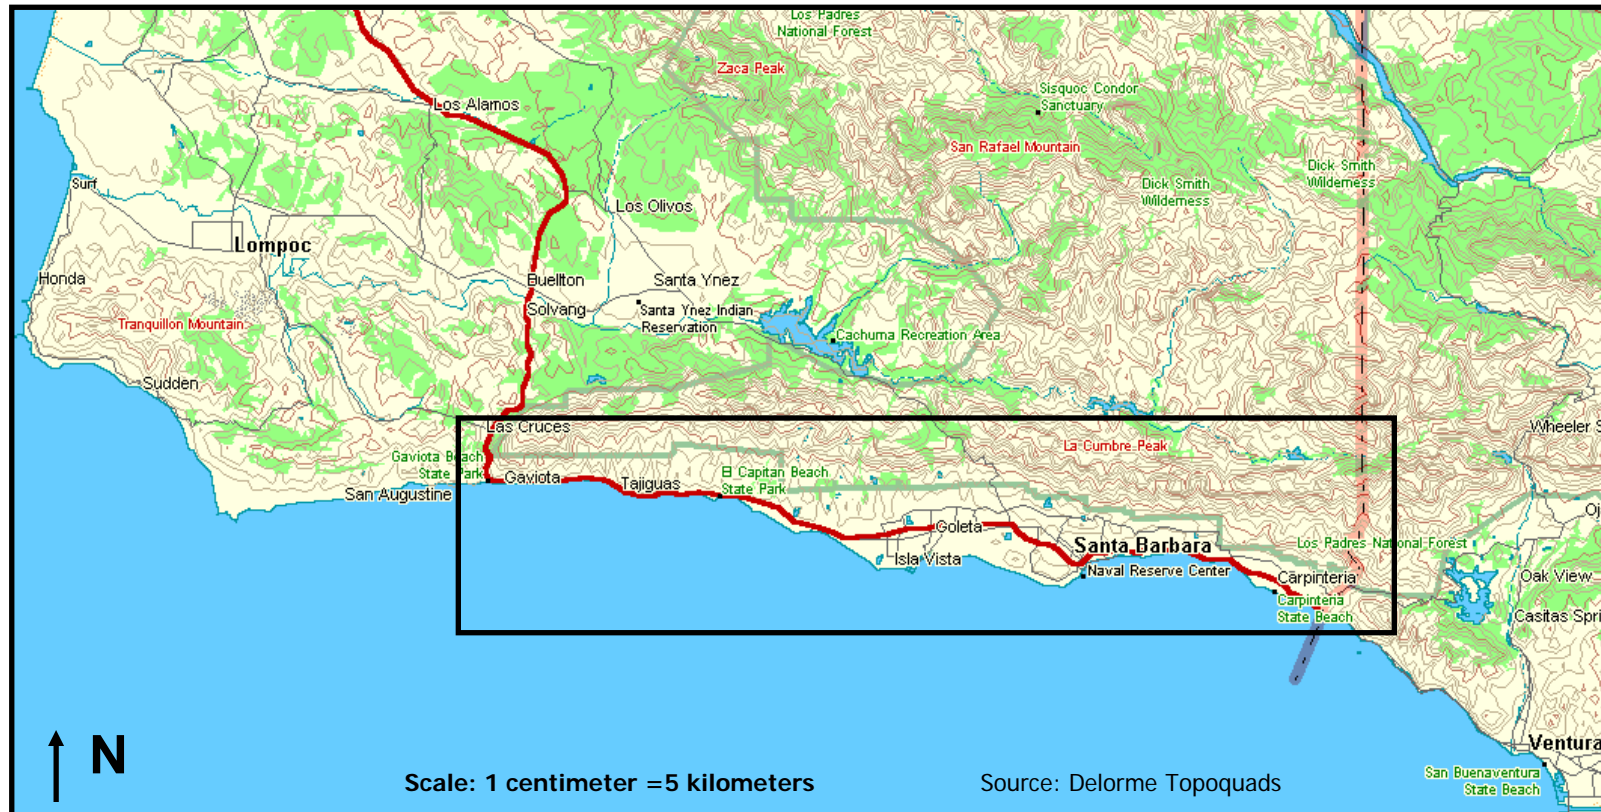 Los Padres
National Forest
Zaca Peak
Sisquoc Condor
Sanctuary
Los Alamos
San Rafael Mountain
Dick Smith
Wilderness
Dick Smith
Wilderness
Surf
Los Olivos
Lompoc
Honda
Buellton
Santa Ynez
Solvang
Santa Ynez Indian
Reservation
Tranquillon Mountain
Cachuma Recreation Area
Sudden
Las Cruces
Wheeler S
La Cumbre Peak
Gaviota Beach
State Park
Gaviota
Tajiguas
El Capitan Beach
State Park
San Augustine
Oj
Goleta
Santa Barbara
Los Padres National Forest
Isla Vista
Naval Reserve Center
Carpinteria
Oak View
Carpinteria
State Beach
Casitas Spri
Ventura
N
San Buenaventura
State Beach
Scale: 1 centimeter =5 kilometers
Source: Delorme Topoquads